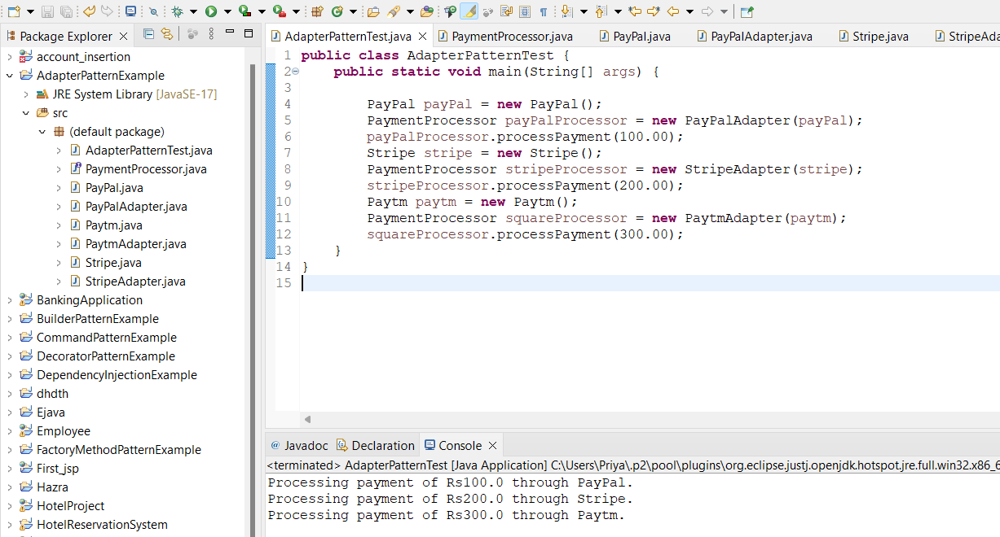 Package Explorer
account_insertion
AdapterPatternExample
JRE System Library [JavaSE-17]
src
(default package)
AdapterPatternTest.java
PaymentProcessor.java
PayPal.java
PayPalAdapter.java
Paytm.java
PaytmAdapter.java
Stripe.java
StripeAdapter.java
BankingApplication
BuilderPatternExample
CommandPatternExample
DecoratorPatternExample
DependencyInjectionExample
dhdth
Ejava
Employee
FactoryMethodPatternExample
First_jsp
Hazra
HotelProject
HotelReservationSystem
AdapterPatternTest.java PaymentProcessor.java PayPal.java PayPalAdapter.java Stripe.java StripeAda
1 public class AdapterPatternTest {
2 public static void main(String[] args) {
3
4 PayPal payPal = new PayPal();
5 PaymentProcessor payPalProcessor = new PayPalAdapter(payPal);
6 payPalProcessor.processPayment(100.00);
7 Stripe stripe = new Stripe();
8 PaymentProcessor stripeProcessor = new StripeAdapter(stripe);
9 stripeProcessor.processPayment(200.00);
10 Paytm paytm = new Paytm();
11 PaymentProcessor squareProcessor = new PaytmAdapter(paytm);
12 squareProcessor.processPayment(300.00);
13 }
14 }
15
@ Javadoc Declaration Console
<terminated> AdapterPatternTest [Java Application] C:\Users\Priya\.p2\pool\plugins\org.eclipse.justj.openjdk.hotspot.jre.full.win32.x86_6
Processing payment of Rs100.0 through PayPal.
Processing payment of Rs200.0 through Stripe.
Processing payment of Rs300.0 through Paytm.